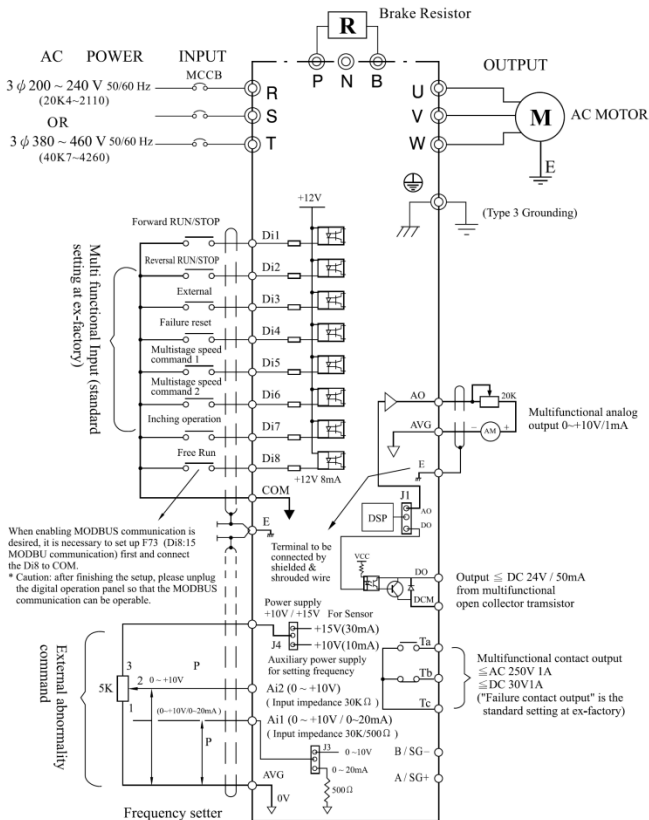 Brake Resistor
R
AC POWER INPUT
MCCB
P N B
OUTPUT
3 ϕ 200 ~ 240 V 50/60 Hz
(20K4~2110)
OR
3 ϕ 380 ~ 460 V 50/60 Hz
(40K7~4260)
R
S
T
U
V
W
M
AC MOTOR
E
(Type 3 Grounding)
+12V
Multi functional Input (standard
setting at ex-factory)
Forward RUN/STOP
Di1
Reversal RUN/STOP
Di2
External
Di3
Failure reset
Di4
Multistage speed
command 1
Di5
Multistage speed
command 2
Di6
Inching operation
Di7
Free Run
Di8
+12V 8mA
COM
E
AO
20K
AVG
− AM +
Multifunctional analog
output 0~+10V/1mA
E
J1
DSP
AO
DO
When enabling MODBUS communication is
desired, it is necessary to set up F73 (Di8:15
MODBU communication) first and connect
the Di8 to COM.
* Caution: after finishing the setup, please unplug
the digital operation panel so that the MODBUS
communication can be operable.
Terminal to be
connected by
shielded &
shrouded wire
VCC
DO
DCM
Output ≦ DC 24V / 50mA
from multifunctional
open collector transmistor
Power supply
+10V / +15V For Sensor
+15V(30mA)
J4
+10V(10mA)
Auxiliary power supply
for setting frequency
Ta
Tb
Tc
Multifunctional contact output
≦AC 250V 1A
≦DC 30V1A
("Failure contact output" is the
standard setting at ex-factory)
External abnormality
command
5K
3
2
1
0 ~ +10V
P
Ai2 (0 ~ +10V)
( Input impedance 30KΩ )
(0~+10V/0~20mA)
Ai1 (0 ~ +10V / 0~20mA)
( Input impedance 30K/500Ω )
P
J3
0 ~10V
0 ~ 20mA
500Ω
B / SG−
A / SG+
AVG
0V
Frequency setter